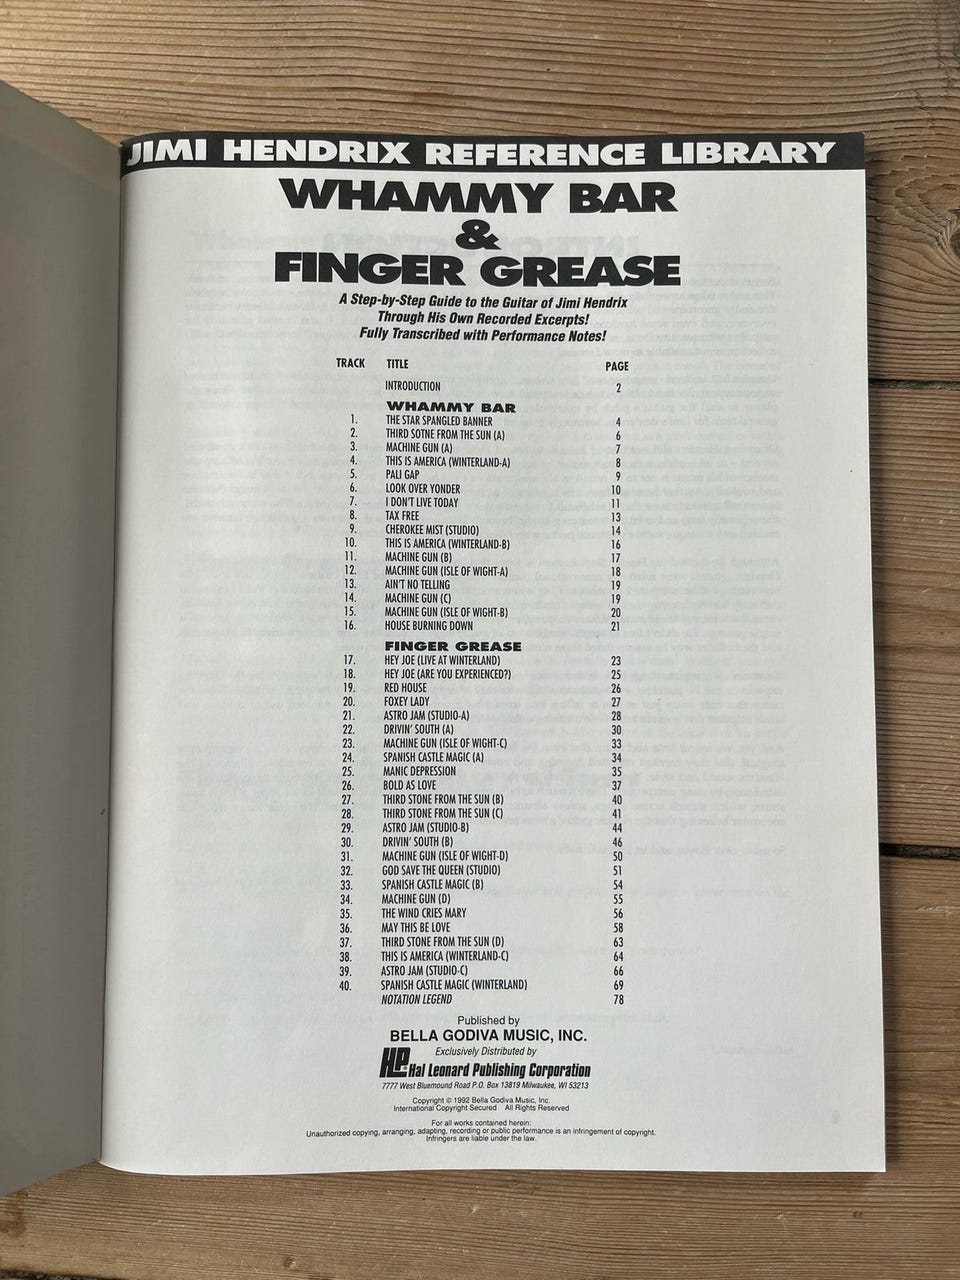 JIMI HENDRIX REFERENCE LIBRARY
WHAMMY BAR
&
FINGER GREASE
A Step-by-Step Guide to the Guitar of Jimi Hendrix
Through His Own Recorded Excerpts!
Fully Transcribed with Performance Notes!
TRACK TITLE PAGE
INTRODUCTION 2
WHAMMY BAR
1. THE STAR SPANGLED BANNER 4
2. THIRD SOTNE FROM THE SUN (A) 6
3. MACHINE GUN (A) 7
4. THIS IS AMERICA (WINTERLAND-A) 8
5. PALI GAP 9
6. LOOK OVER YONDER 10
7. I DON'T LIVE TODAY 11
8. TAX FREE 13
9. CHEROKEE MIST (STUDIO) 14
10. THIS IS AMERICA (WINTERLAND-B) 16
11. MACHINE GUN (B) 17
12. MACHINE GUN (ISLE OF WIGHT-A) 18
13. AIN'T NO TELLING 19
14. MACHINE GUN (C) 19
15. MACHINE GUN (ISLE OF WIGHT-B) 20
16. HOUSE BURNING DOWN 21
FINGER GREASE
17. HEY JOE (LIVE AT WINTERLAND) 23
18. HEY JOE (ARE YOU EXPERIENCED?) 25
19. RED HOUSE 26
20. FOXEY LADY 27
21. ASTRO JAM (STUDIO-A) 28
22. DRIVIN' SOUTH (A) 30
23. MACHINE GUN (ISLE OF WIGHT-C) 33
24. SPANISH CASTLE MAGIC (A) 34
25. MANIC DEPRESSION 35
26. BOLD AS LOVE 37
27. THIRD STONE FROM THE SUN (B) 40
28. THIRD STONE FROM THE SUN (C) 41
29. ASTRO JAM (STUDIO-B) 44
30. DRIVIN' SOUTH (B) 46
31. MACHINE GUN (ISLE OF WIGHT-D) 50
32. GOD SAVE THE QUEEN (STUDIO) 51
33. SPANISH CASTLE MAGIC (B) 54
34. MACHINE GUN (D) 55
35. THE WIND CRIES MARY 56
36. MAY THIS BE LOVE 58
37. THIRD STONE FROM THE SUN (D) 63
38. THIS IS AMERICA (WINTERLAND-C) 64
39. ASTRO JAM (STUDIO-C) 66
40. SPANISH CASTLE MAGIC (WINTERLAND) 69
NOTATION LEGEND 78
Published by
BELLA GODIVA MUSIC, INC.
Exclusively Distributed by
Hal Leonard Publishing Corporation
7777 West Bluemound Road P.O. Box 13819 Milwaukee, WI 53213
Copyright © 1992 Bella Godiva Music, Inc.
International Copyright Secured All Rights Reserved
For all works contained herein:
Unauthorized copying, arranging, adapting, recording or public performance is an infringement of copyright.
Infringers are liable under the law.